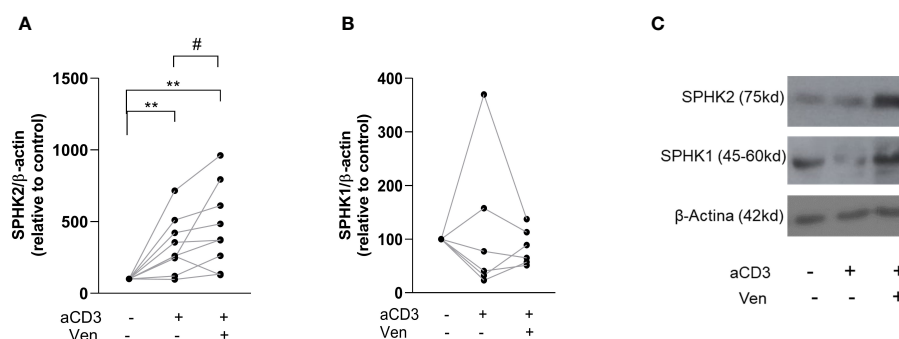 A
#
**
**
SPHK2/β-actin
(relative to control)
1500
1000
500
0
aCD3 - + +
Ven - - +
B
SPHK1/β-actin
(relative to control)
400
300
200
100
0
aCD3 - + +
Ven - - +
C
SPHK2 (75kd)
SPHK1 (45-60kd)
β-Actina (42kd)
aCD3 - + +
Ven - - +